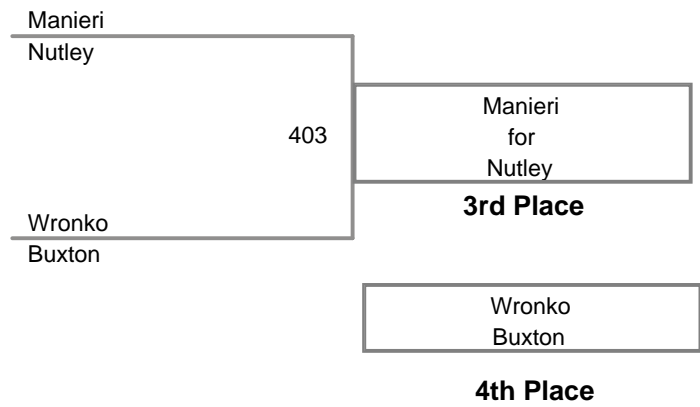 Manieri
Nutley
403
Manieri
for
Nutley
3rd Place
Wronko
Buxton
Wronko
Buxton
4th Place